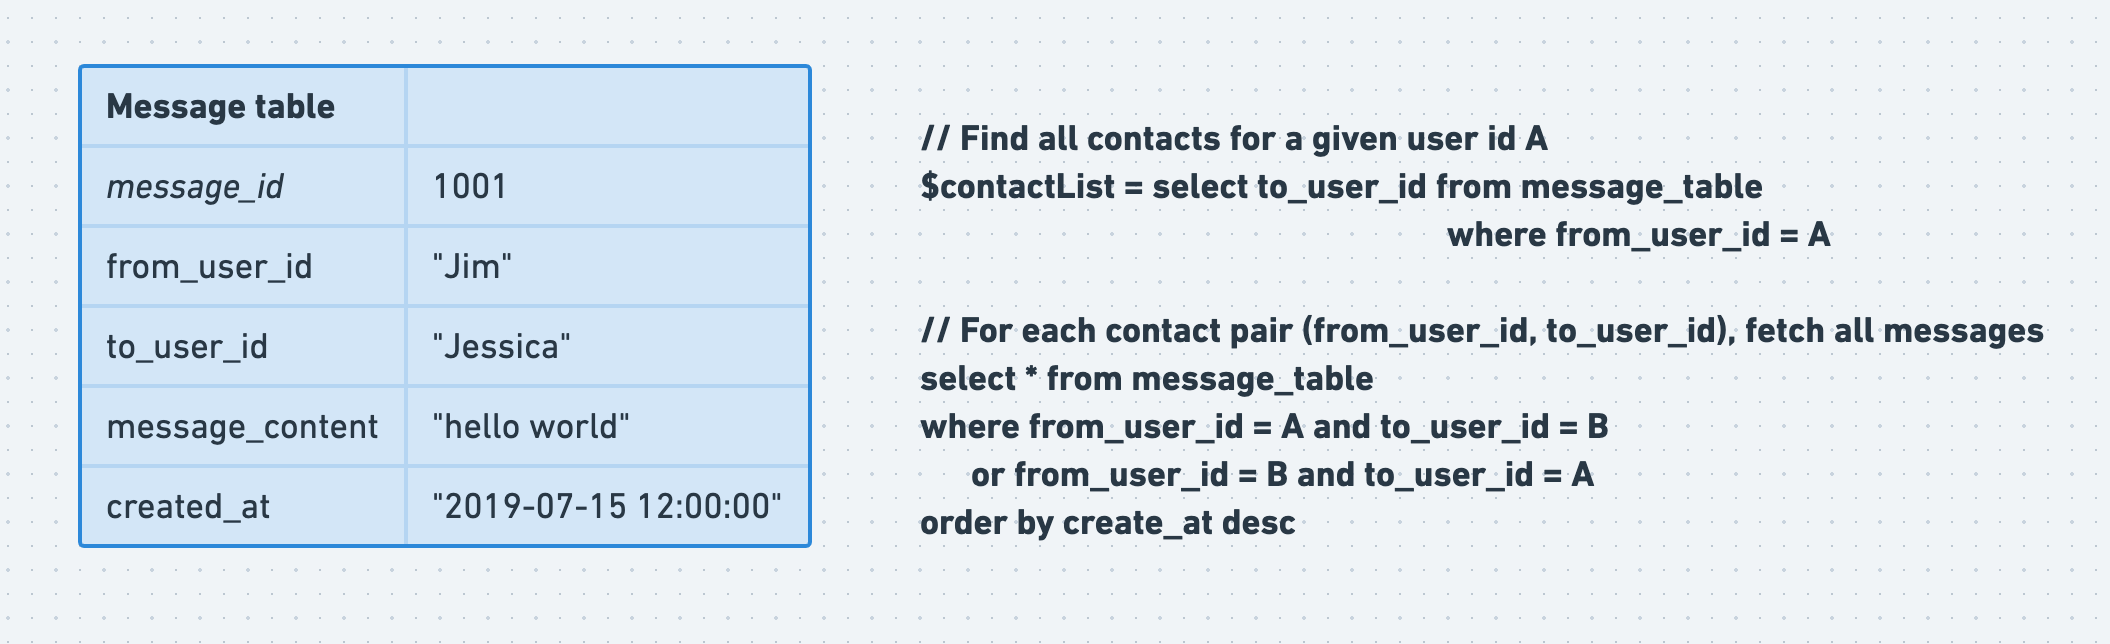 Message table
message_id 1001
from_user_id "Jim"
to_user_id "Jessica"
message_content "hello world"
created_at "2019-07-15 12:00:00"
// Find all contacts for a given user id A
$contactList = select to_user_id from message_table
where from_user_id = A
// For each contact pair (from_user_id, to_user_id), fetch all messages
select * from message_table
where from_user_id = A and to_user_id = B
or from_user_id = B and to_user_id = A
order by create_at desc